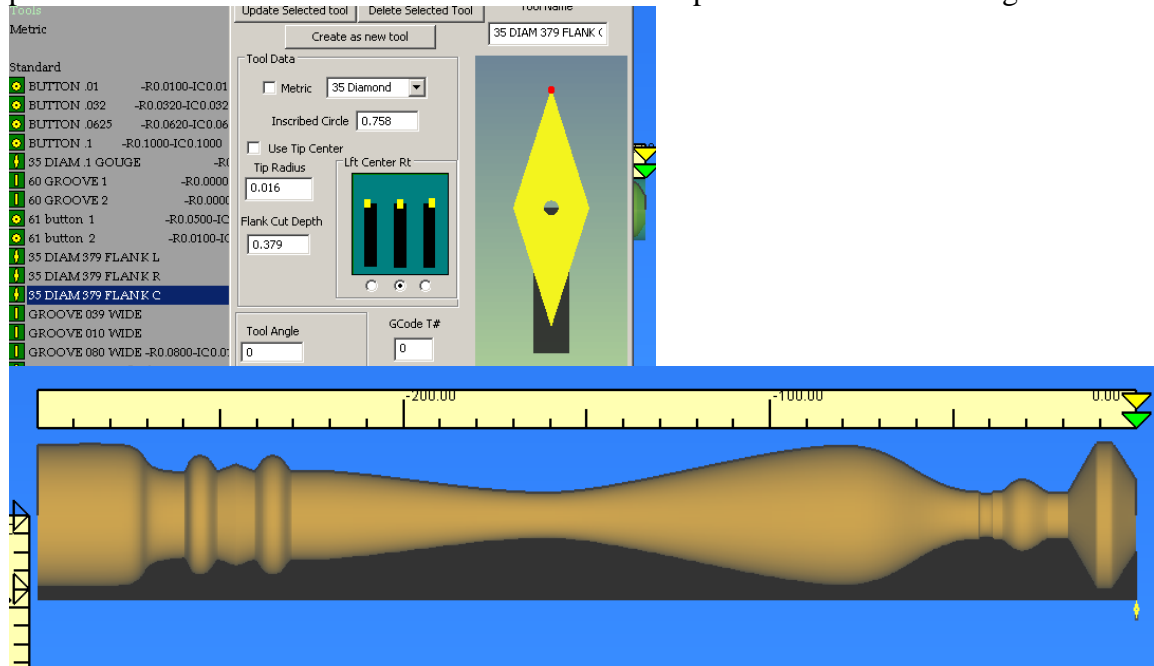 Tools
Metric
Standard
BUTTON .01 -R0.0100-IC0.01
BUTTON .032 -R0.0320-IC0.032
BUTTON .0625 -R0.0620-IC0.06
BUTTON .1 -R0.1000-IC0.1000
35 DIAM .1 GOUGE
60 GROOVE 1 -R0.0000
60 GROOVE 2 -R0.0000
61 button 1 -R0.0500-IC
61 button 2 -R0.0100-IC
35 DIAM 379 FLANK L
35 DIAM 379 FLANK R
35 DIAM 379 FLANK C
GROOVE 039 WIDE
GROOVE 010 WIDE
GROOVE 080 WIDE -R0.0800-IC0.0
Update Selected tool
Delete Selected Tool
Create as new tool
Tool Name
35 DIAM 379 FLANK C
Tool Data
Metric
35 Diamond
Inscribed Circle 0.758
Use Tip Center
Tip Radius
0.016
Flank Cut Depth
0.379
Lft Center Rt
Tool Angle
0
GCode T#
0
-200.00 -100.00 0.00